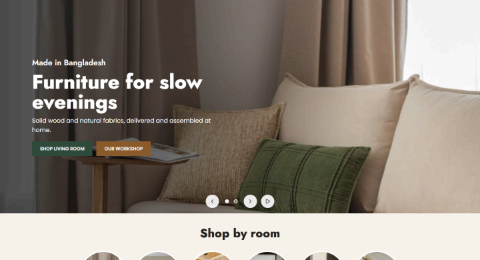 Made in Bangladesh
Furniture for slow
evenings
Solid wood and natural fabrics, delivered and assembled at
home.
SHOP LIVING ROOM
OUR WORKSHOP
Shop by room